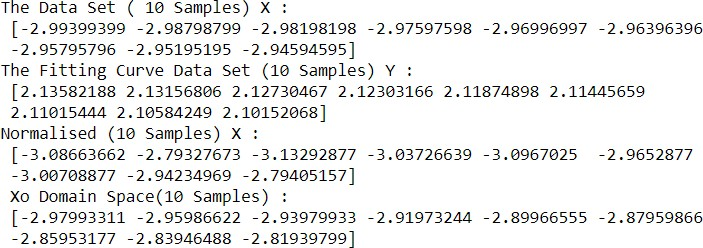 The Data Set ( 10 Samples) X :
[-2.99399399 -2.98798799 -2.98198198 -2.97597598 -2.96996997 -2.96396396
-2.95795796 -2.95195195 -2.94594595]
The Fitting Curve Data Set (10 Samples) Y :
[2.13582188 2.13156806 2.12730467 2.12303166 2.11874898 2.11445659
2.11015444 2.10584249 2.10152068]
Normalised (10 Samples) X :
[-3.08663662 -2.79327673 -3.13292877 -3.03726639 -3.0967025  -2.9652877
-3.00708877 -2.94234969 -2.79405157]
Xo Domain Space(10 Samples) :
[-2.97993311 -2.95986622 -2.93979933 -2.91973244 -2.89966555 -2.87959866
-2.85953177 -2.83946488 -2.81939799]